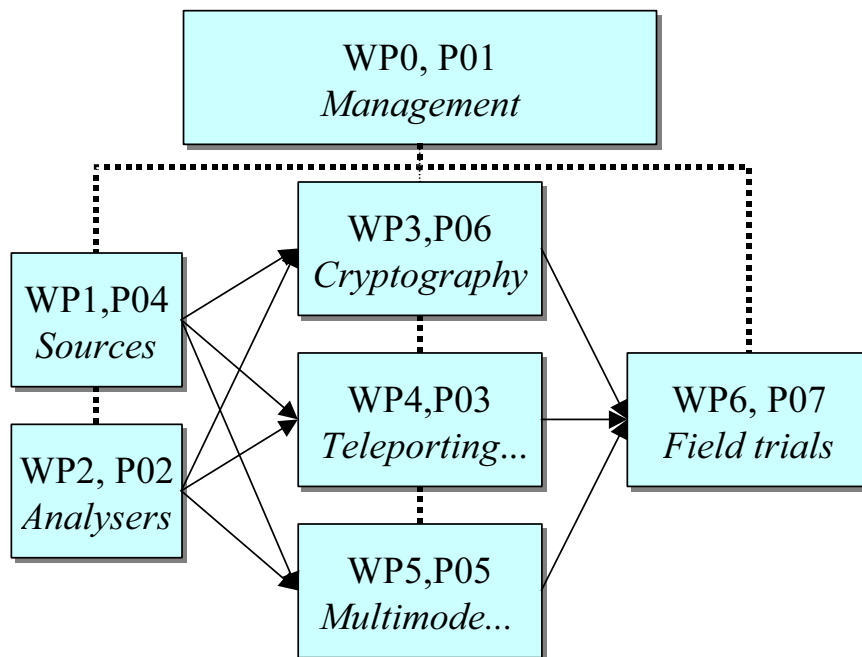 WP0, P01
Management
WP3,P06
Cryptography
WP1,P04
Sources
WP4,P03
Teleporting...
WP6, P07
Field trials
WP2, P02
Analysers
WP5,P05
Multimode...